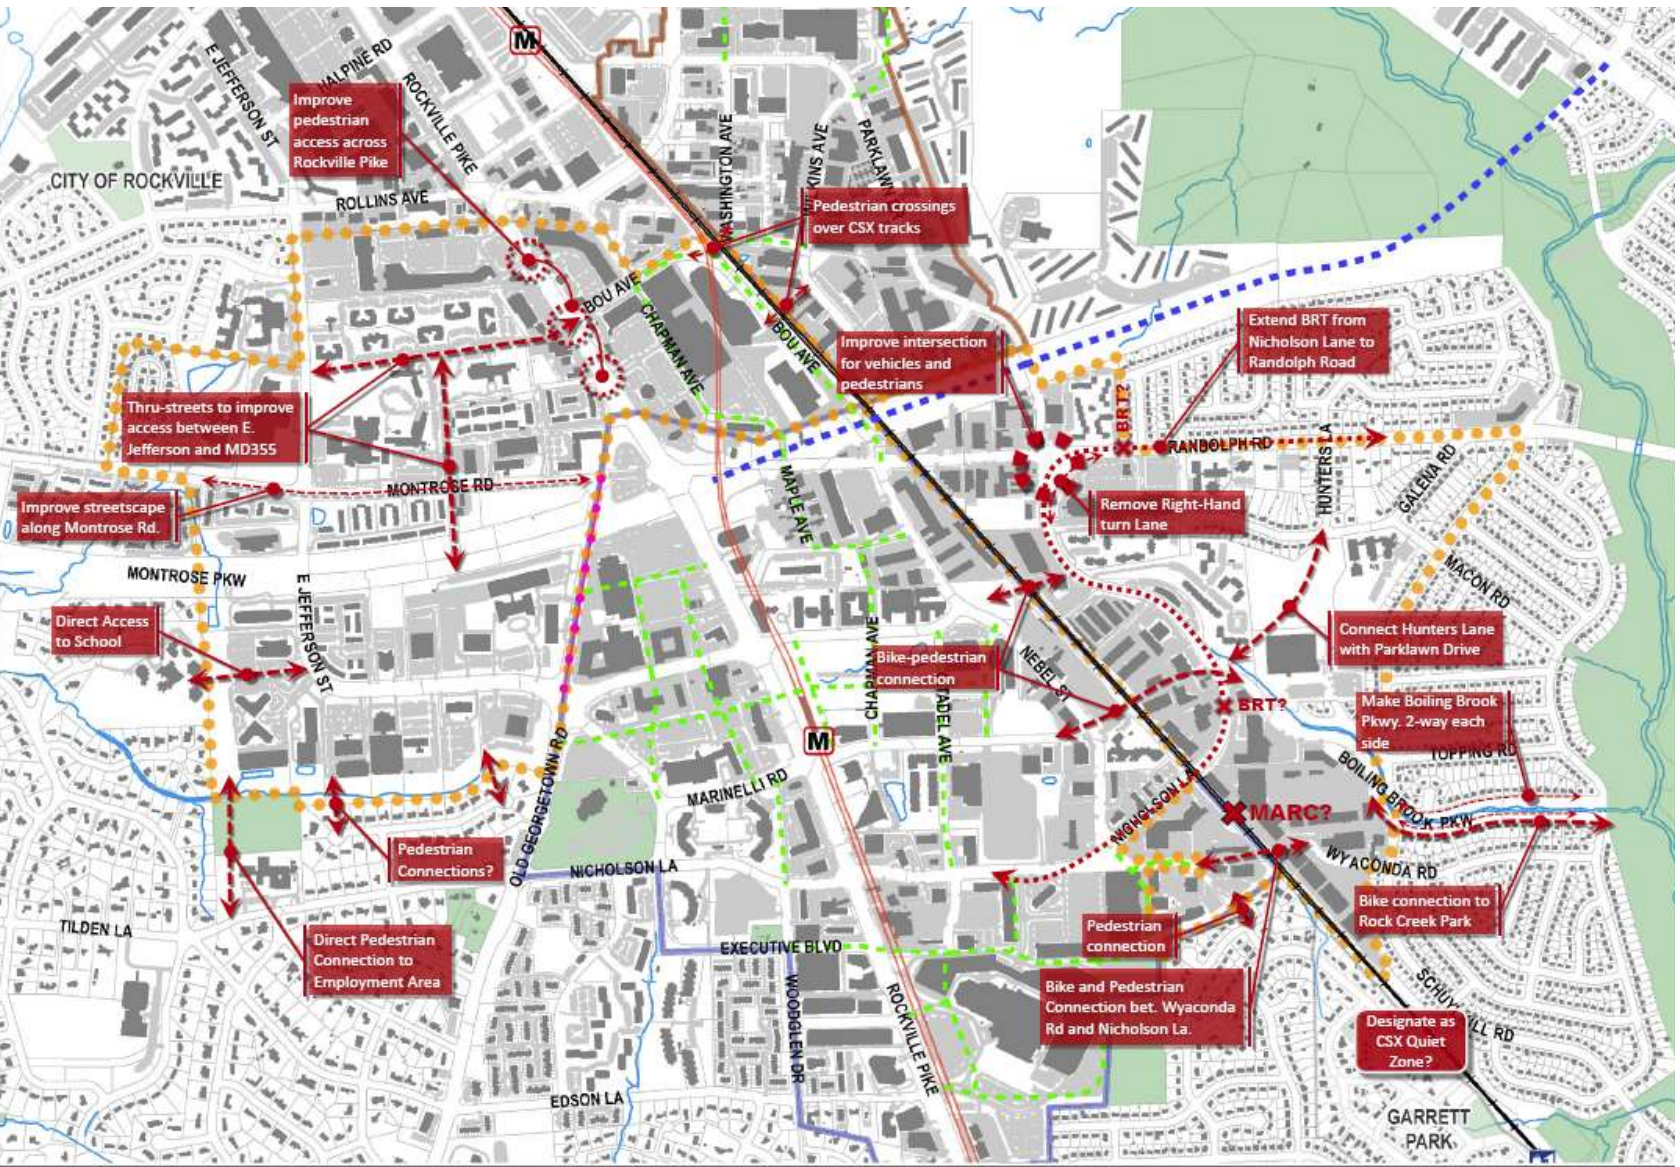 M
HALPINE RD
E JEFFERSON ST
ROCKVILLE PIKE
Improve
pedestrian
access across
Rockville Pike
CITY OF ROCKVILLE
ROLLINS AVE
WASHINGTON AVE
PARKLAWN
Pedestrian crossings
over CSX tracks
BOU AVE
CHAPMAN AVE
BOU AVE
Improve intersection
for vehicles and
pedestrians
Extend BRT from
Nicholson Lane to
Randolph Road
Thru-streets to improve
access between E.
Jefferson and MD355
BRT?
RANDOLPH RD
HUNTERS LA
GALENA RD
Improve streetscape
along Montrose Rd.
MONTROSE RD
MAPLE AVE
Remove Right-Hand
turn Lane
MONTROSE PKW
E JEFFERSON ST
MACON RD
Direct Access
to School
Connect Hunters Lane
with Parklawn Drive
CHAPMAN AVE
Bike-pedestrian
connection
NEBEL ST
TADEL AVE
BRT?
Make Boiling Brook
Pkwy. 2-way each
side
TOPPING RD
M
OLD GEORGETOWN RD
MARINELLI RD
BOILING BROOK PKW
NICHOLSON LA
MARC?
Pedestrian
Connections?
NICHOLSON LA
WYACONDA RD
Bike connection to
Rock Creek Park
TILDEN LA
Direct Pedestrian
Connection to
Employment Area
EXECUTIVE BLVD
Pedestrian
connection
WOODGLEN DR
ROCKVILLE PIKE
Bike and Pedestrian
Connection bet. Wyaconda
Rd and Nicholson La.
Designate as
CSX Quiet
Zone?
EDSON LA
GARRETT
PARK